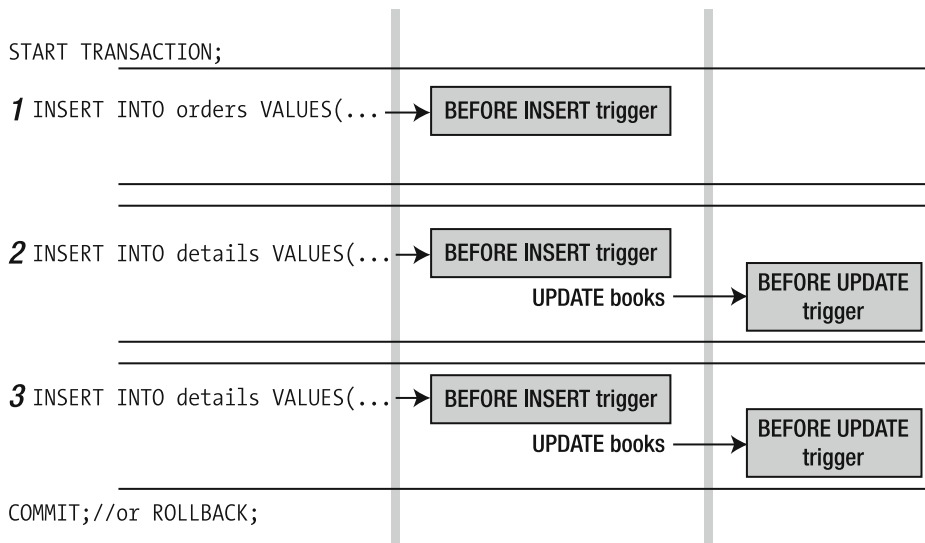 START TRANSACTION;
1 INSERT INTO orders VALUES(... BEFORE INSERT trigger
2 INSERT INTO details VALUES(... BEFORE INSERT trigger
UPDATE books BEFORE UPDATE
trigger
3 INSERT INTO details VALUES(... BEFORE INSERT trigger
UPDATE books BEFORE UPDATE
trigger
COMMIT;//or ROLLBACK;